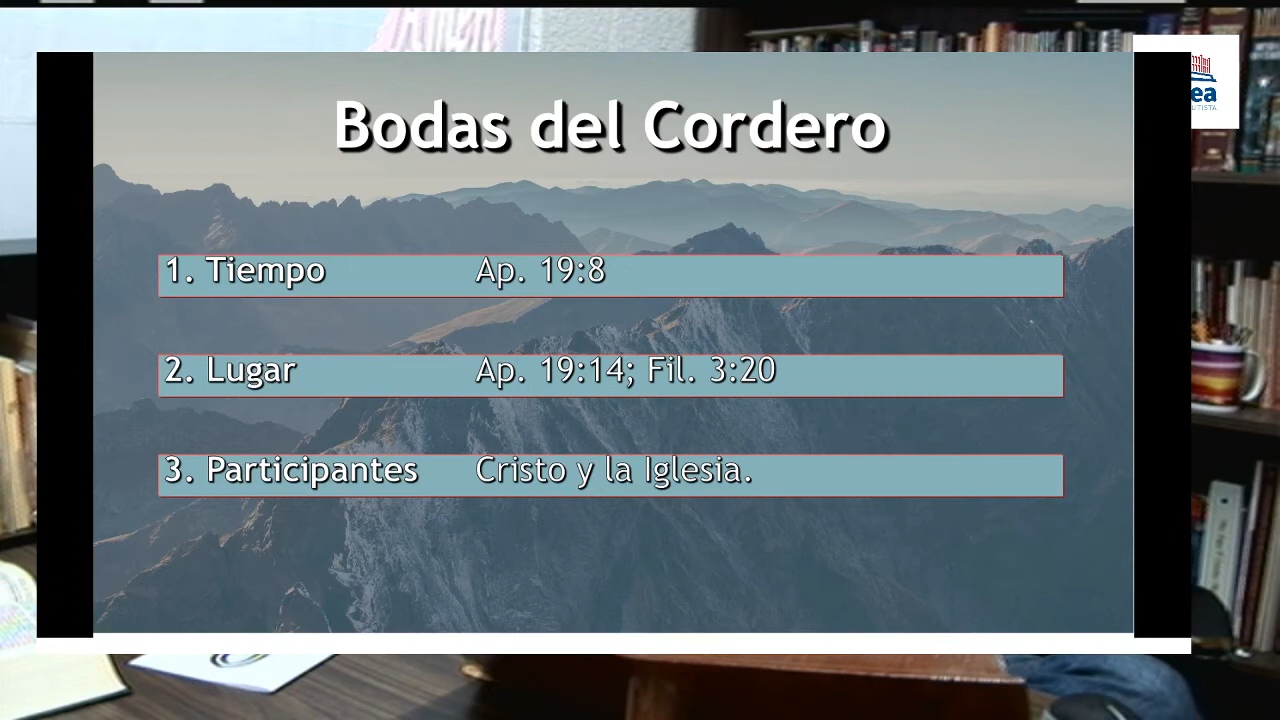 Bodas del Cordero
1. Tiempo Ap. 19:8
2. Lugar Ap. 19:14; Fil. 3:20
3. Participantes Cristo y la Iglesia.
ea